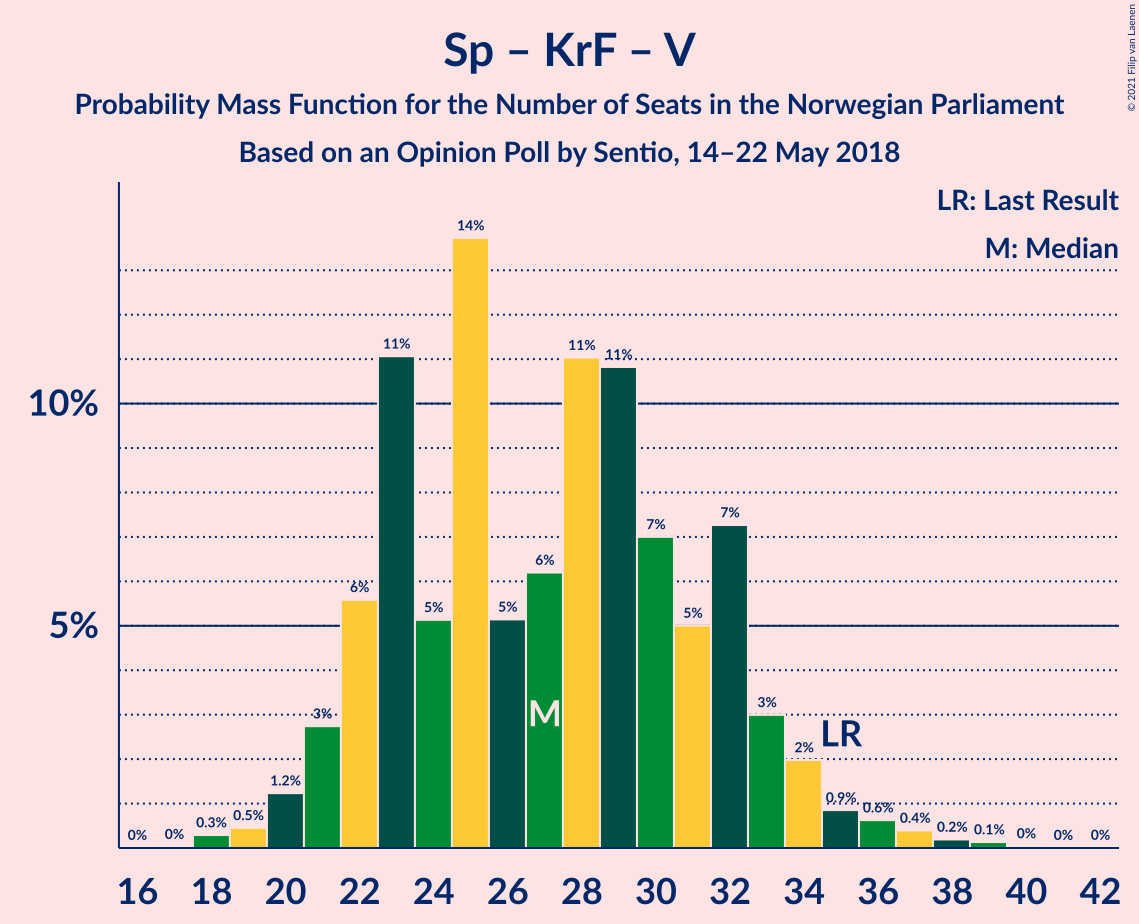 © 2021 Filip van Laenen
Sp – KrF – V
Probability Mass Function for the Number of Seats in the Norwegian Parliament
Based on an Opinion Poll by Sentio, 14–22 May 2018
LR: Last Result
M: Median
10%
5%
0% 0% 0.3% 0.5% 1.2% 3% 6% 11% 5% 14% 5% 6% 11% 11% 7% 5% 7% 3% 2% 0.9% 0.6% 0.4% 0.2% 0.1% 0% 0% 0%
M
LR
16 18 20 22 24 26 28 30 32 34 36 38 40 42